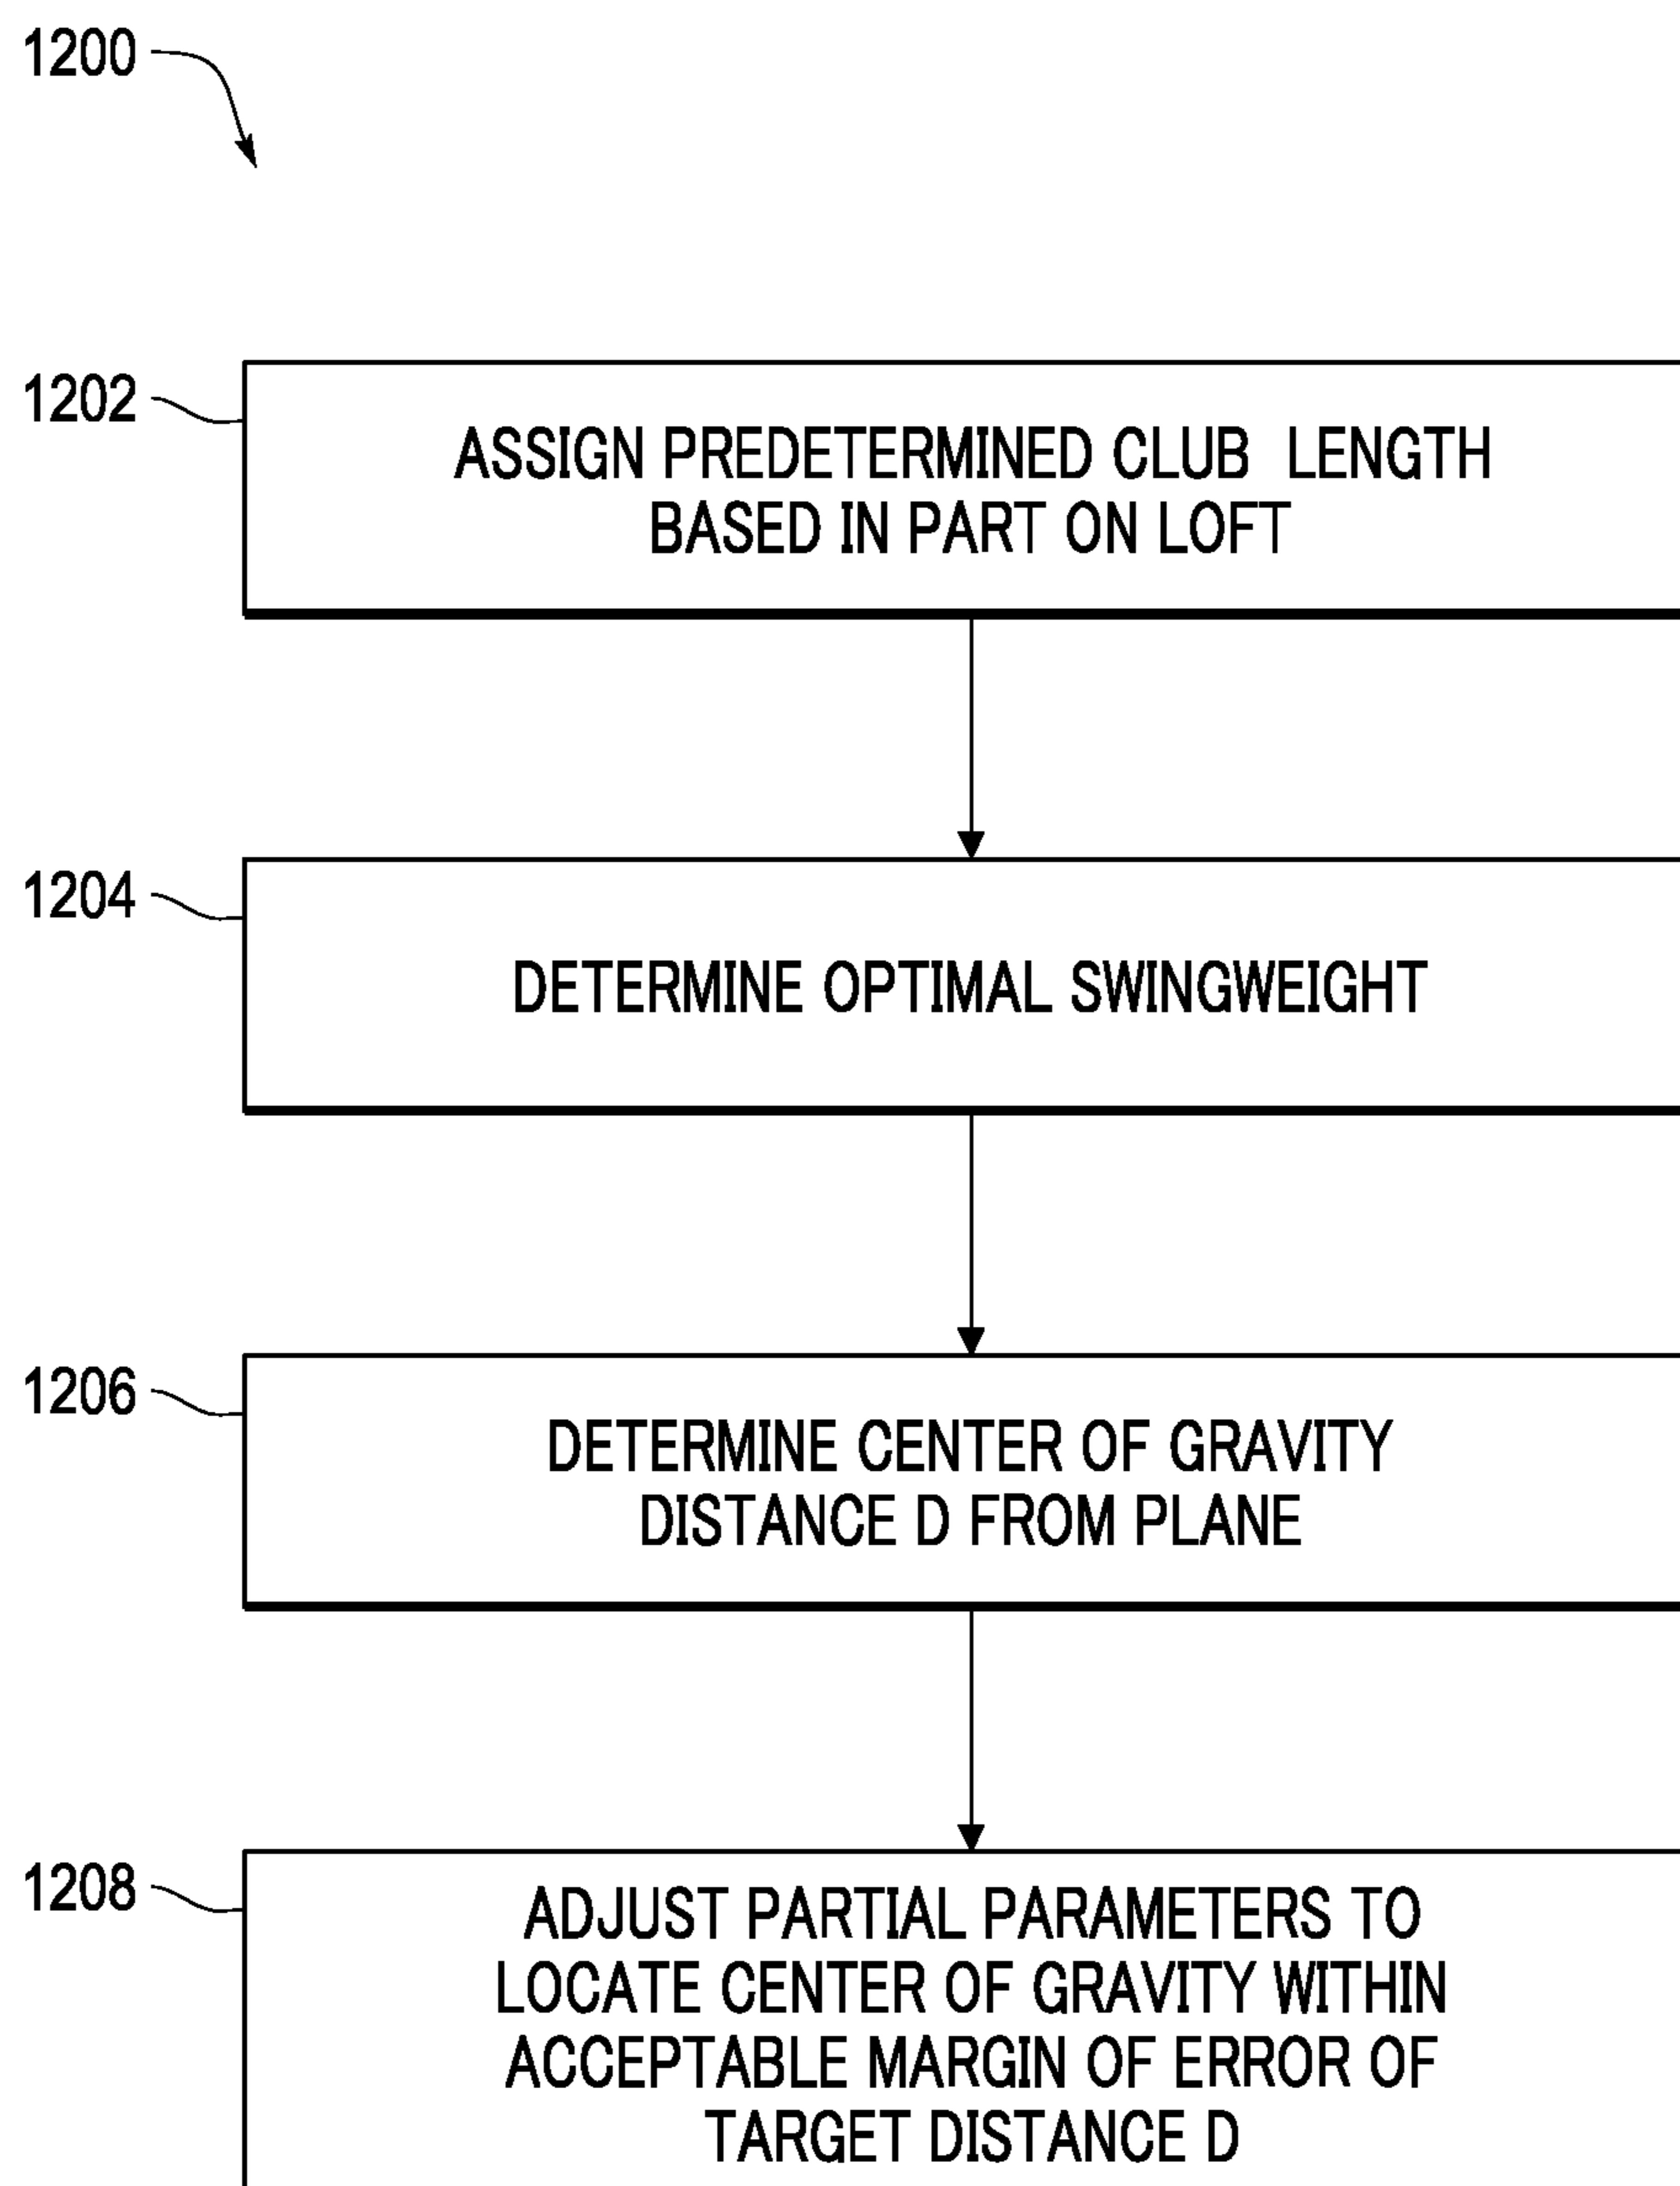 1200
1202
ASSIGN PREDETERMINED CLUB LENGTH
BASED IN PART ON LOFT
1204
DETERMINE OPTIMAL SWINGWEIGHT
1206
DETERMINE CENTER OF GRAVITY
DISTANCE D FROM PLANE
1208
ADJUST PARTIAL PARAMETERS TO
LOCATE CENTER OF GRAVITY WITHIN
ACCEPTABLE MARGIN OF ERROR OF
TARGET DISTANCE D